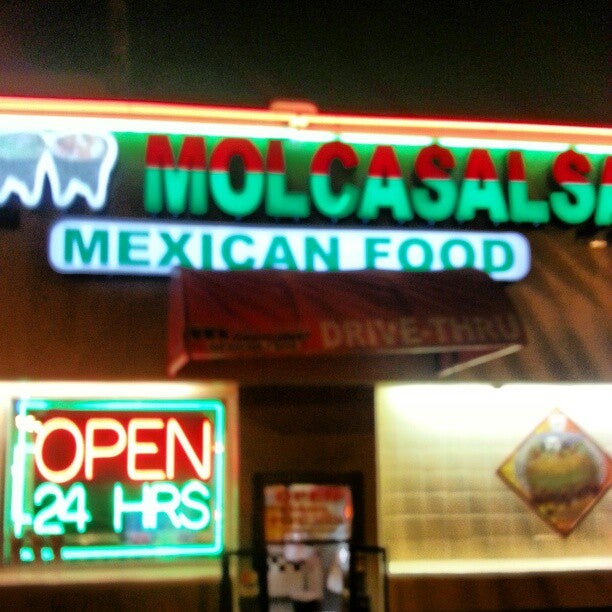 MOLCASALSA
MEXICAN FOOD
DRIVE-THRU
OPEN
24 HRS